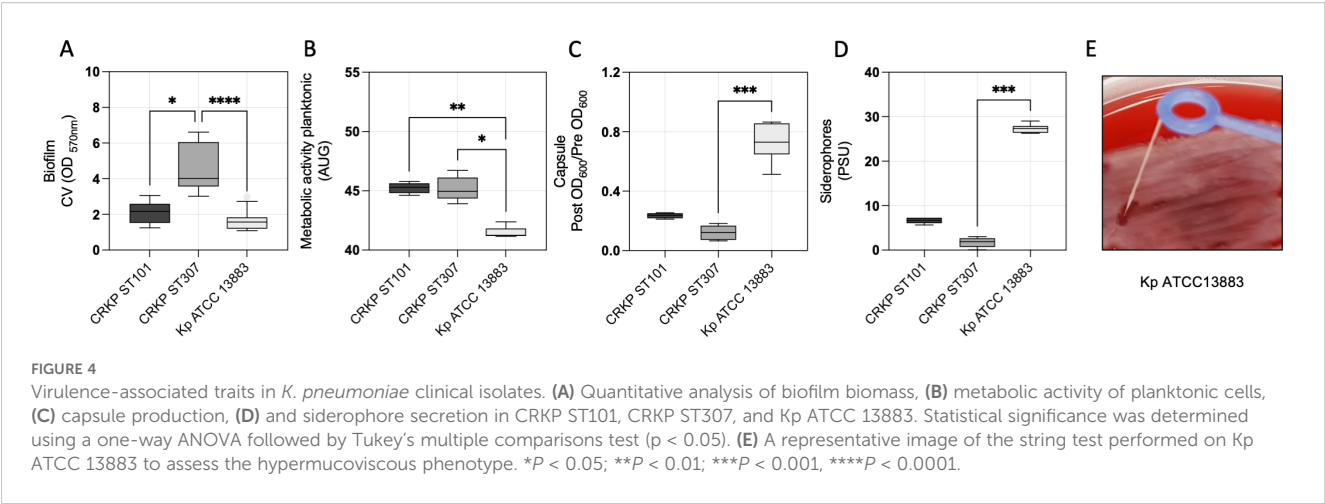 A
Biofilm
CV (OD 570nm)
10
8
6
4
2
0
*
****
CRKP ST101
CRKP ST307
Kp ATCC 13883
B
Metabolic activity planktonic
(AUG)
55
50
45
40
**
*
CRKP ST101
CRKP ST307
Kp ATCC 13883
C
Capsule
Post OD600/Pre OD600
1.2
0.8
0.4
0.0
***
CRKP ST101
CRKP ST307
Kp ATCC 13883
D
Siderophores
(PSU)
40
30
20
10
0
***
CRKP ST101
CRKP ST307
Kp ATCC 13883
E
Kp ATCC13883
FIGURE 4
Virulence-associated traits in K. pneumoniae clinical isolates. (A) Quantitative analysis of biofilm biomass, (B) metabolic activity of planktonic cells,
(C) capsule production, (D) and siderophore secretion in CRKP ST101, CRKP ST307, and Kp ATCC 13883. Statistical significance was determined
using a one-way ANOVA followed by Tukey's multiple comparisons test (p < 0.05). (E) A representative image of the string test performed on Kp
ATCC 13883 to assess the hypermucoviscous phenotype. *P < 0.05; **P < 0.01; ***P < 0.001, ****P < 0.0001.